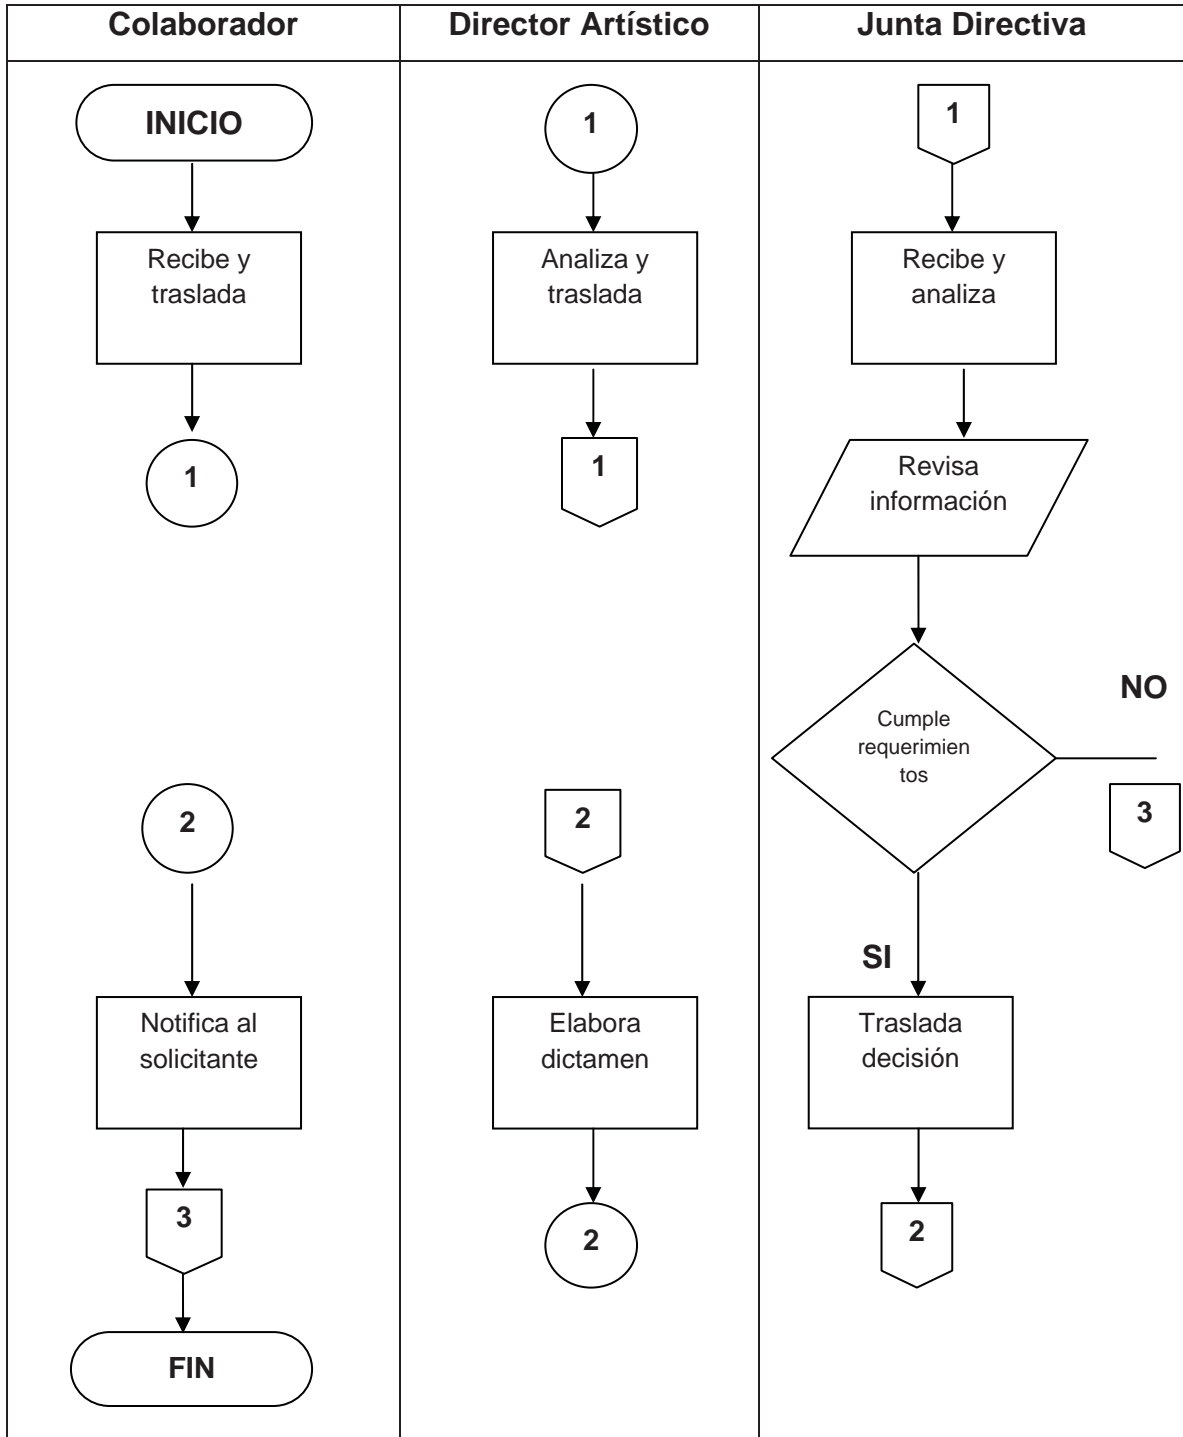 Colaborador
Director Artístico
Junta Directiva
INICIO
Recibe y
traslada
1
2
Notifica al
solicitante
3
FIN
1
Analiza y
traslada
1
2
Elabora
dictamen
2
1
Recibe y
analiza
Revisa
información
Cumple
requerimien
tos
NO
3
SI
Traslada
decisión
2